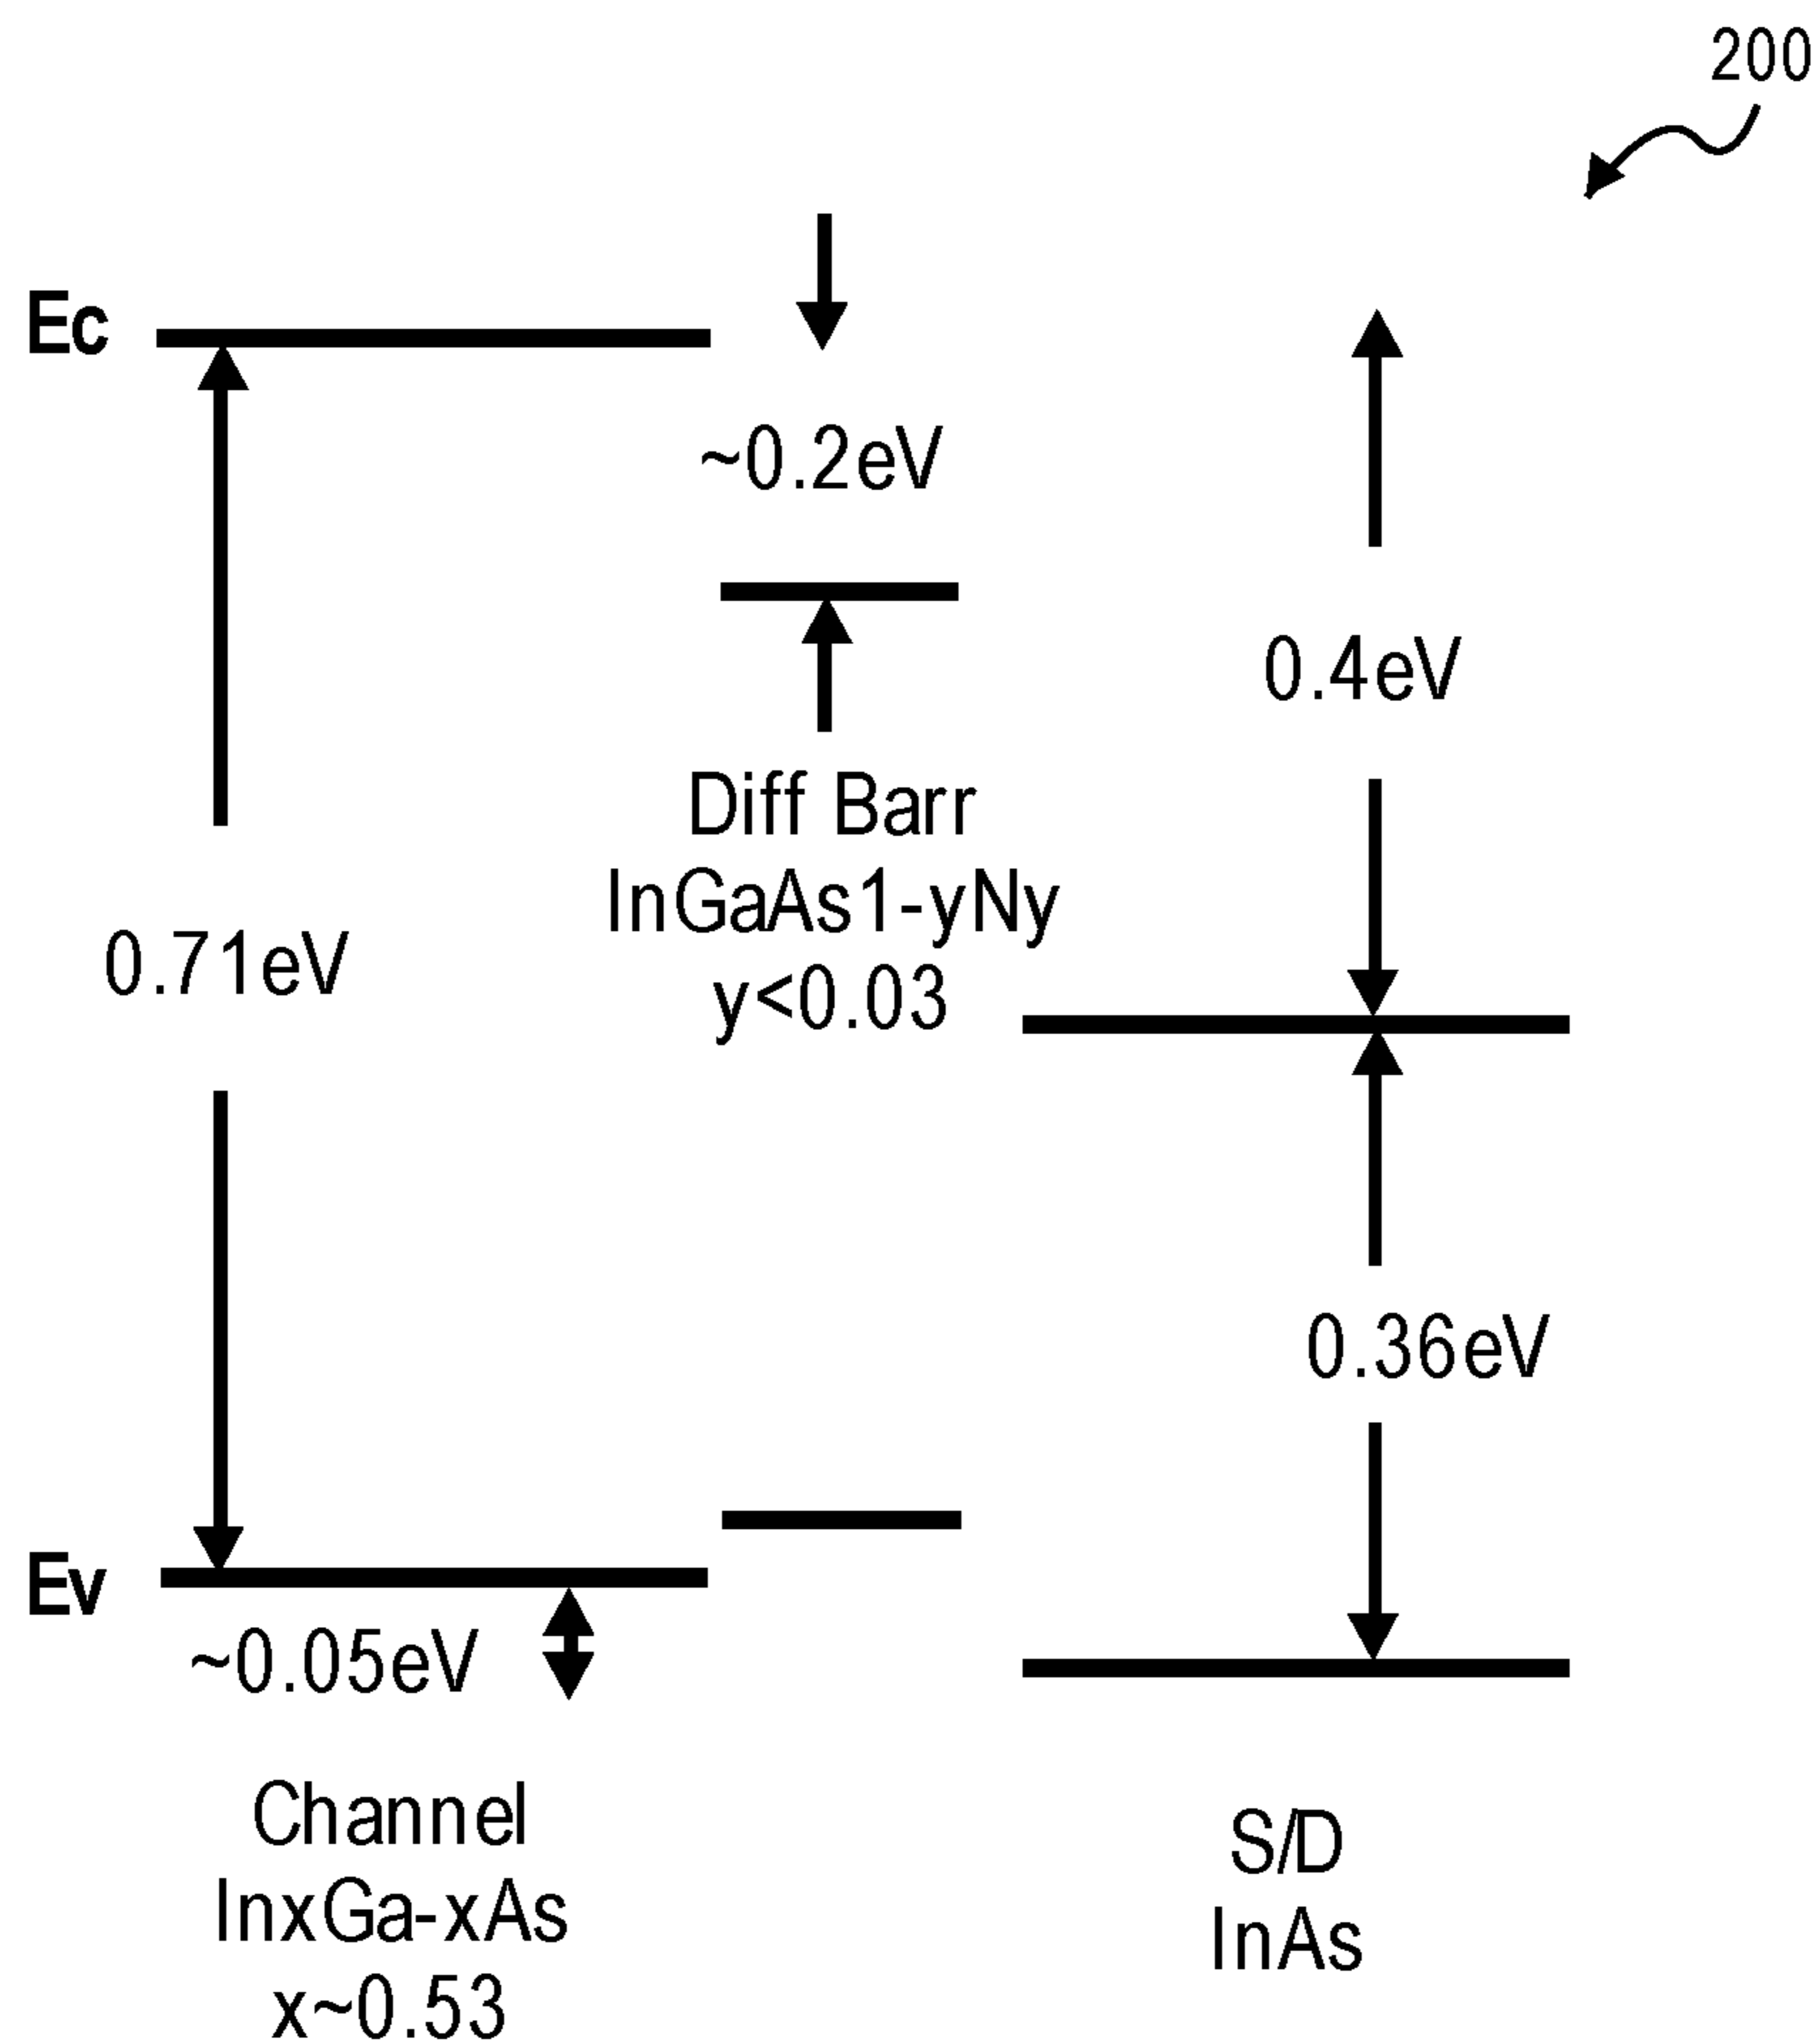 200
Ec
~0.2eV
0.4eV
Diff Barr
InGaAs1-yNy
y<0.03
0.71eV
0.36eV
Ev
~0.05eV
Channel
InxGa-xAs
x~0.53
S/D
InAs